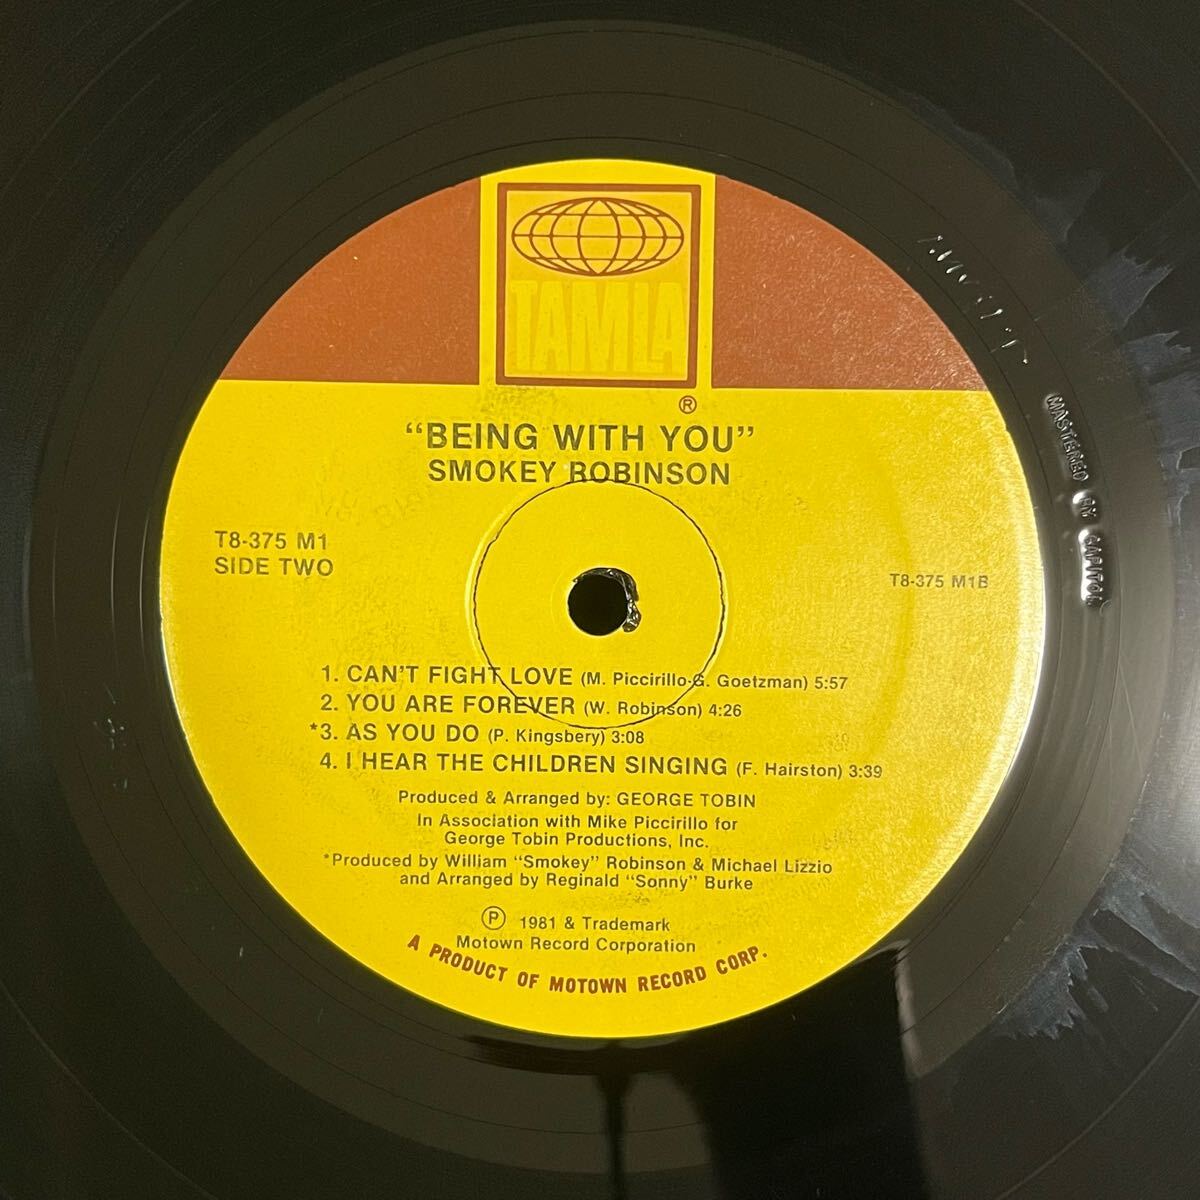 TAMLA
®
“BEING WITH YOU”
SMOKEY ROBINSON
T8-375 M1
SIDE TWO
T8-375 M1B
1. CAN'T FIGHT LOVE (M. Piccirillo-G. Goetzman) 5:57
2. YOU ARE FOREVER (W. Robinson) 4:26
*3. AS YOU DO (P. Kingsbery) 3:08
4. I HEAR THE CHILDREN SINGING (F. Hairston) 3:39
Produced & Arranged by: GEORGE TOBIN
In Association with Mike Piccirillo for
George Tobin Productions, Inc.
*Produced by William “Smokey” Robinson & Michael Lizzio
and Arranged by Reginald “Sonny” Burke
℗ 1981 & Trademark
Motown Record Corporation
A PRODUCT OF MOTOWN RECORD CORP.
MASTERED BY CAPITOL